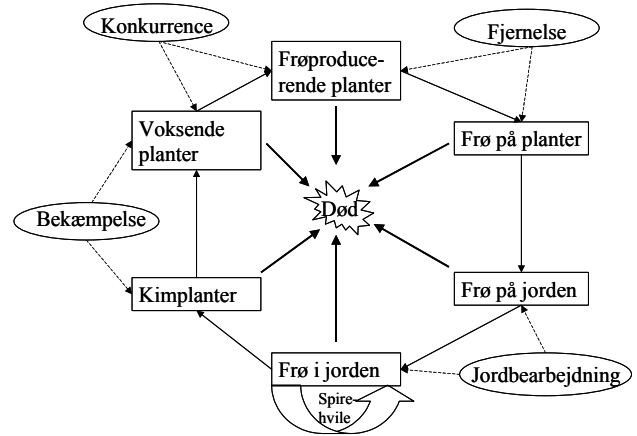 Konkurrence
Fjernelse
Frøproduce-
rende planter
Voksende
planter
Frø på planter
Død
Bekæmpelse
Kimplanter
Frø på jorden
Frø i jorden
Jordbearbejdning
Spire-
hvile